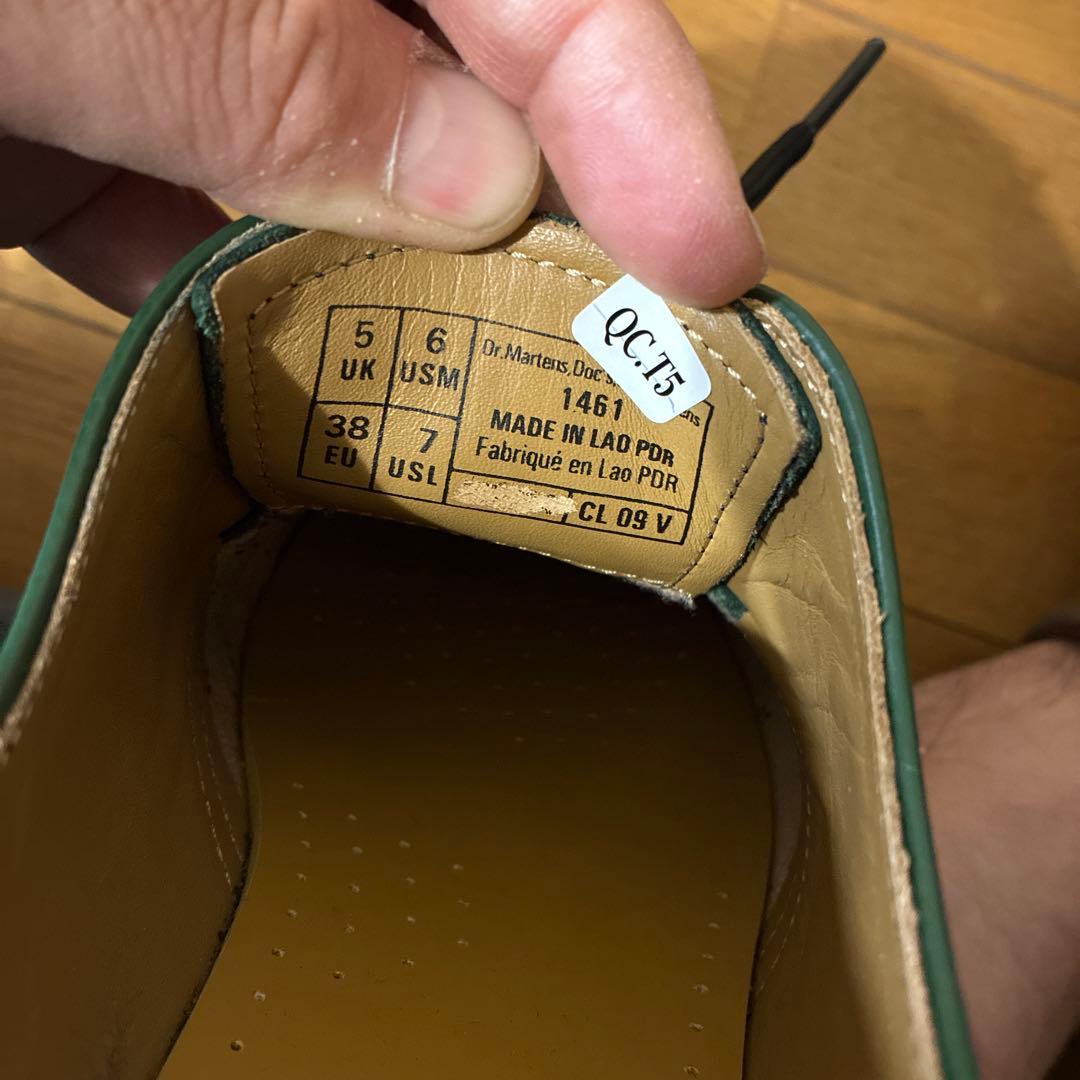 5 UK
6 USM
38 EU
7 USL
Dr.Martens, Doc's
1461
MADE IN LAO PDR
Fabriqué en Lao PDR
CL 09 V
QC.T5